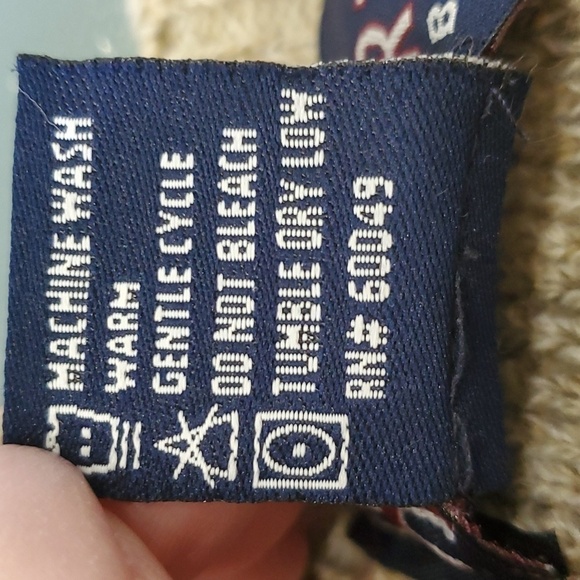 MACHINE WASH
WARM
GENTLE CYCLE
DO NOT BLEACH
TUMBLE DRY LOW
RN# 60049
R
B